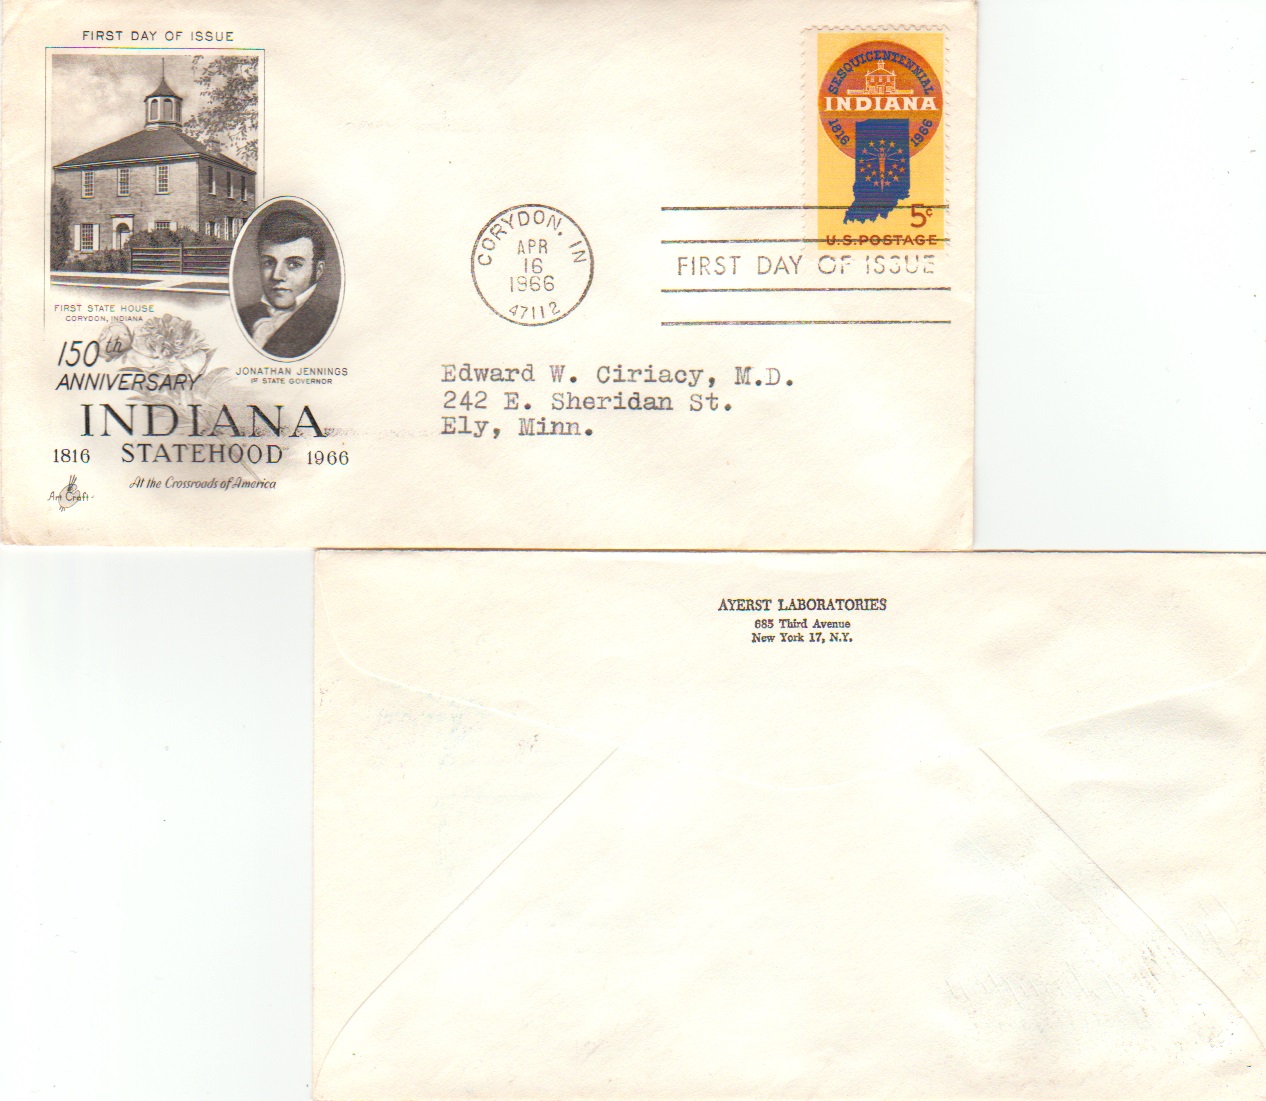 FIRST DAY OF ISSUE
FIRST STATE HOUSE
CORYDON, INDIANA
JONATHAN JENNINGS
1st STATE GOVERNOR
150th
ANNIVERSARY
INDIANA
STATEHOOD
1816 1966
At the Crossroads of America
Art Craft
SESQUICENTENNIAL
INDIANA
1816 1966
5c
U.S. POSTAGE
CORYDON, IN
APR
16
1966
47112
FIRST DAY OF ISSUE
Edward W. Ciriacy, M.D.
242 E. Sheridan St.
Ely, Minn.
AYERST LABORATORIES
685 Third Avenue
New York 17, N.Y.